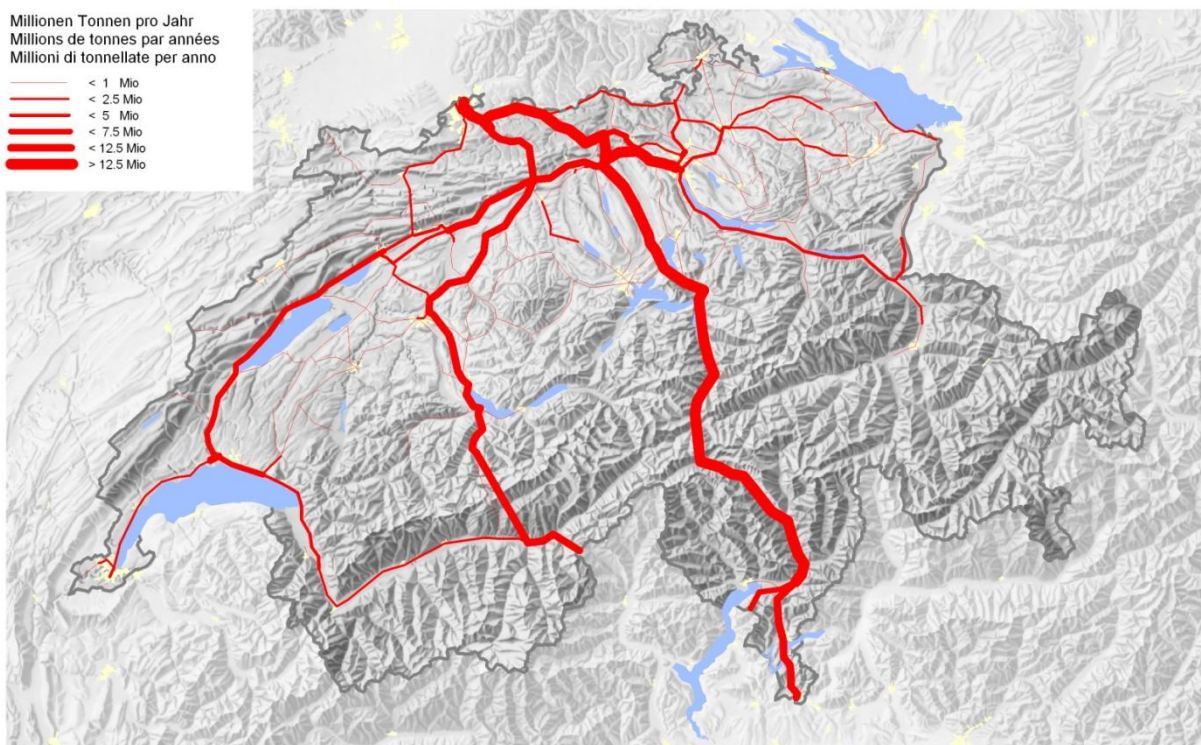 Millionen Tonnen pro Jahr
Millions de tonnes par années
Millioni di tonnellate per anno
< 1 Mio
< 2.5 Mio
< 5 Mio
< 7.5 Mio
< 12.5 Mio
> 12.5 Mio